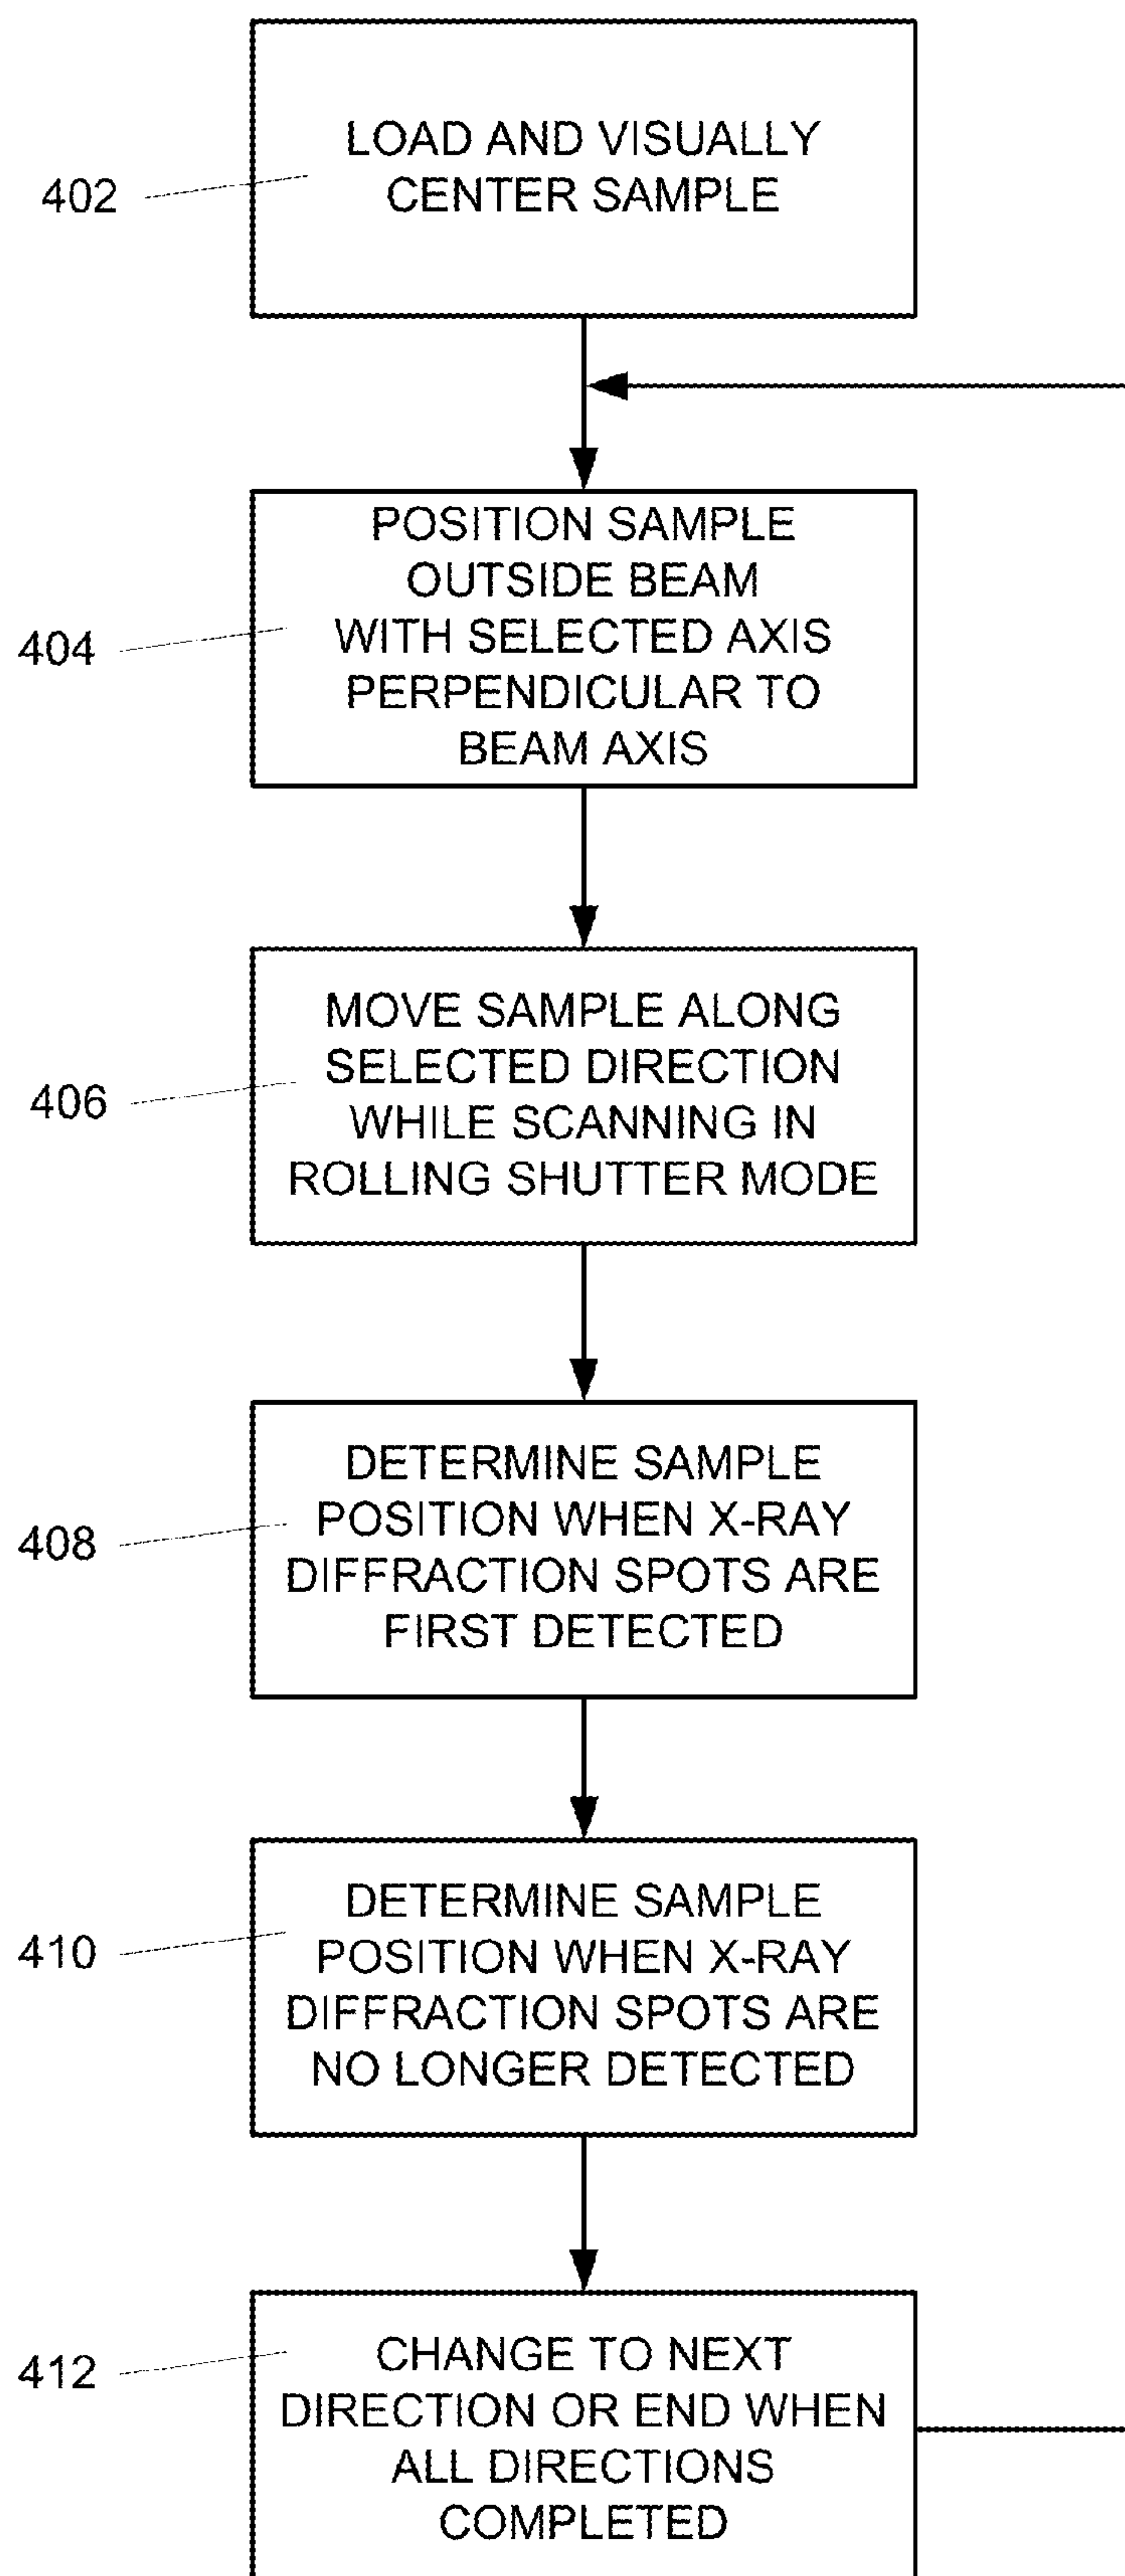 LOAD AND VISUALLY
CENTER SAMPLE
402
POSITION SAMPLE
OUTSIDE BEAM
WITH SELECTED AXIS
PERPENDICULAR TO
BEAM AXIS
404
MOVE SAMPLE ALONG
SELECTED DIRECTION
WHILE SCANNING IN
ROLLING SHUTTER MODE
406
DETERMINE SAMPLE
POSITION WHEN X-RAY
DIFFRACTION SPOTS ARE
FIRST DETECTED
408
DETERMINE SAMPLE
POSITION WHEN X-RAY
DIFFRACTION SPOTS ARE
NO LONGER DETECTED
410
CHANGE TO NEXT
DIRECTION OR END WHEN
ALL DIRECTIONS
COMPLETED
412